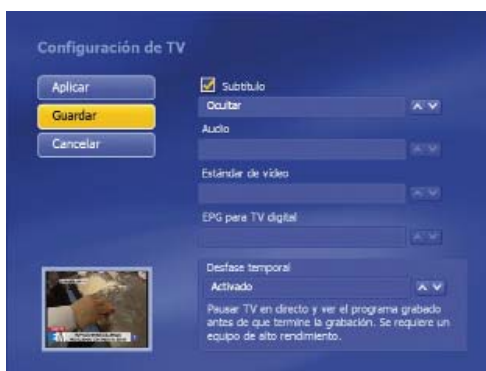 Configuración de TV
Aplicar
Guardar
Cancelar
Subtítulo
Ocultar
Audio
Estándar de vídeo
EPG para TV digital
Desfase temporal
Activado
Pausar TV en directo y ver el programa grabado
antes de que termine la grabación. Se requiere un
equipo de alto rendimiento.